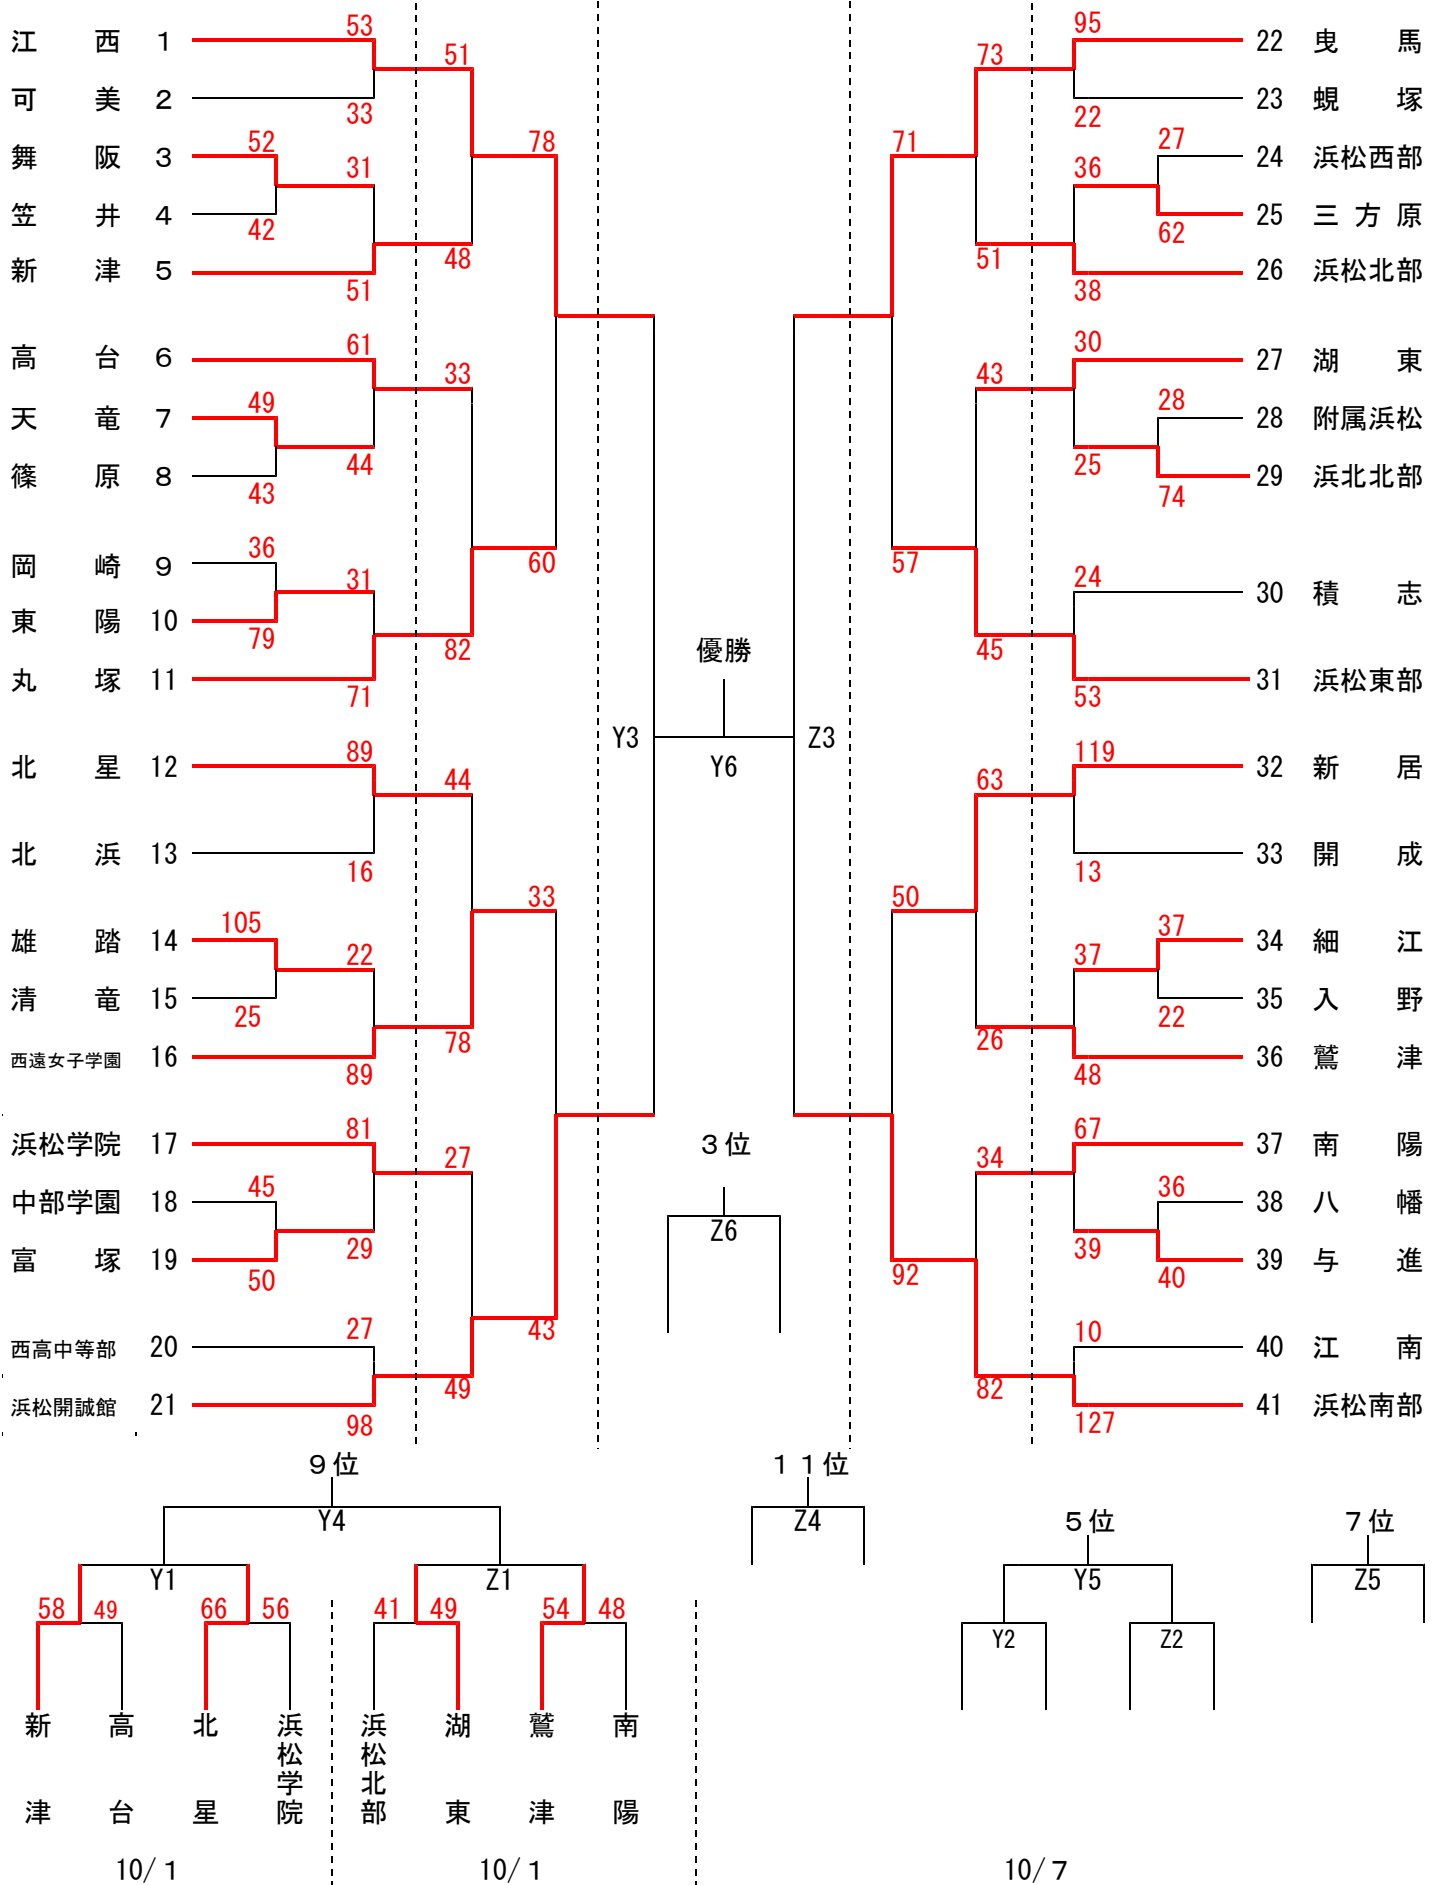 江 西 1 53
可 美 2 33
舞 阪 3 52
31
笠 井 4 42
新 津 5 51
51
48
78
高 台 6 61
天 竜 7 49
44
篠 原 8 43
33
岡 崎 9 36
31
東 陽 10 79
丸 塚 11 71
82
60
北 星 12 89
北 浜 13 16
44
雄 踏 14 105
22
清 竜 15 25
西遠女子学園 16 89
78
33
浜松学院 17 81
中部学園 18 45
29
富 塚 19 50
27
西高中等部 20 27
浜松開誠館 21 98
49
43
Y3
優勝
Y6
Z3
3位
Z6
95 22 曳 馬
22 23 蜆 塚
73
27 24 浜松西部
36
62 25 三方原
38 26 浜松北部
51
71
30 27 湖 東
28 28 附属浜松
25
74 29 浜北北部
43
24 30 積 志
53 31 浜松東部
45
57
119 32 新 居
13 33 開 成
63
37 34 細 江
37
22 35 入 野
48 36 鷲 津
26
50
67 37 南 陽
36 38 八 幡
39
40 39 与 進
34
10 40 江 南
127 41 浜松南部
82
92
9位
Y4
Y1
Z1
58 49 66 56 41 49 54 48
新津
高台
北星
浜松学院
浜松北部
湖東
鷲津
南陽
10/1
10/1
11位
Z4
5位
Y5
Y2
Z2
7位
Z5
10/7